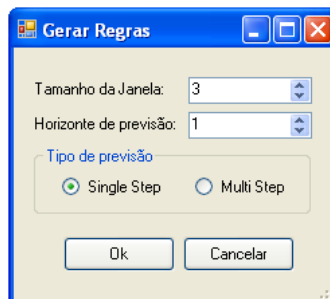 Gerar Regras
Tamanho da Janela: 3
Horizonte de previsão: 1
Tipo de previsão
Single Step Multi Step
Ok Cancelar